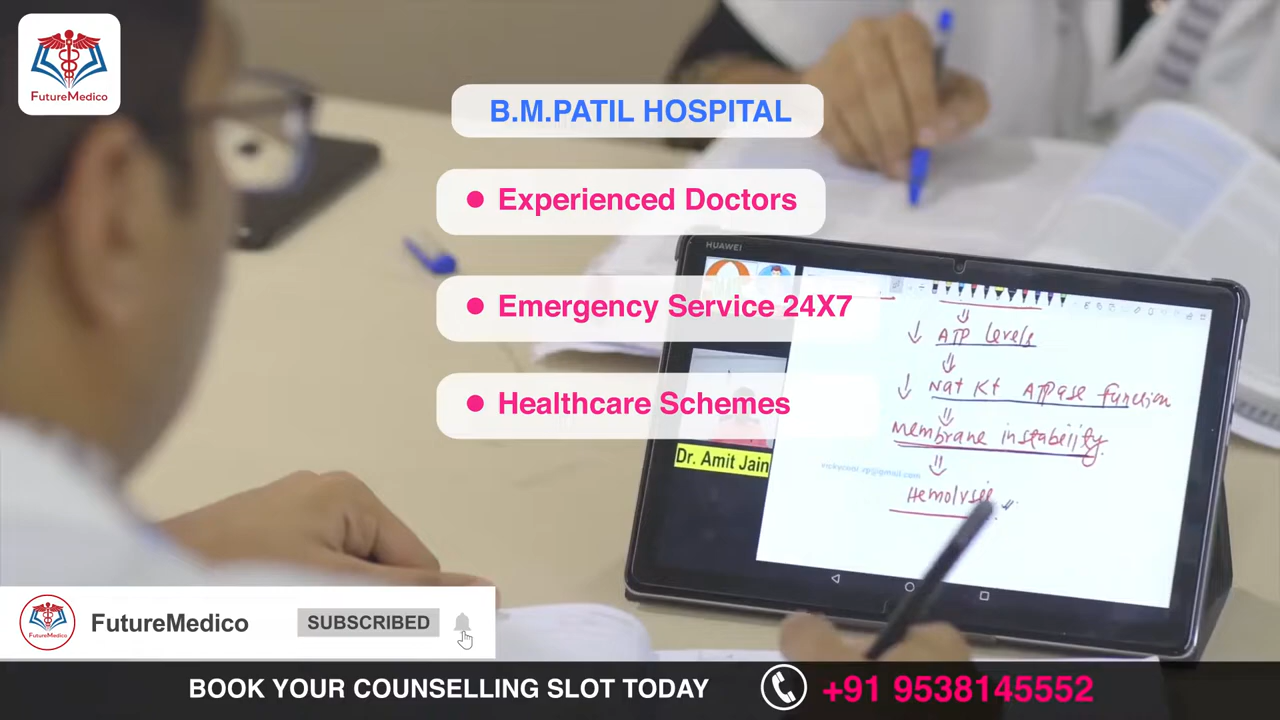 FutureMedico
B.M.PATIL HOSPITAL
Experienced Doctors
Emergency Service 24X7
Healthcare Schemes
HUAWEI
↓ ATP levels
↓ Na+ K+ ATPase function
Membrane instability
Hemolysis
Dr. Amit Jain
FutureMedico
SUBSCRIBED
BOOK YOUR COUNSELLING SLOT TODAY
+91 9538145552